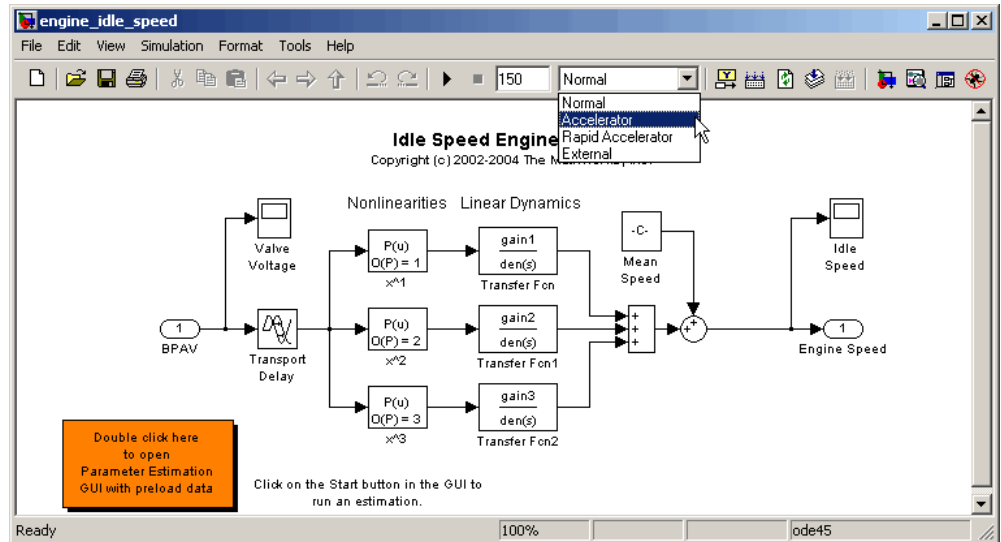 engine_idle_speed
File Edit View Simulation Format Tools Help
150 Normal
Normal
Accelerator
Rapid Accelerator
External
Idle Speed Engine
Copyright (c) 2002-2004 The
Nonlinearities Linear Dynamics
Valve
Voltage
P(u)
O(P) = 1
x^1
gain1
den(s)
Transfer Fcn
-C-
Mean
Speed
Idle
Speed
1
BPAV
Transport
Delay
P(u)
O(P) = 2
x^2
gain2
den(s)
Transfer Fcn1
+
+
+
+
+
1
Engine Speed
P(u)
O(P) = 3
x^3
gain3
den(s)
Transfer Fcn2
Double click here
to open
Parameter Estimation
GUI with preload data
Click on the Start button in the GUI to
run an estimation.
Ready 100% ode45